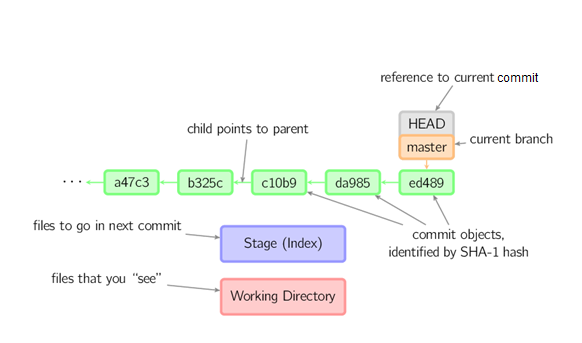 reference to current commit
HEAD
child points to parent
master
current branch
··· a47c3 b325c c10b9 da985 ed489
files to go in next commit
commit objects,
identified by SHA-1 hash
Stage (Index)
files that you “see”
Working Directory